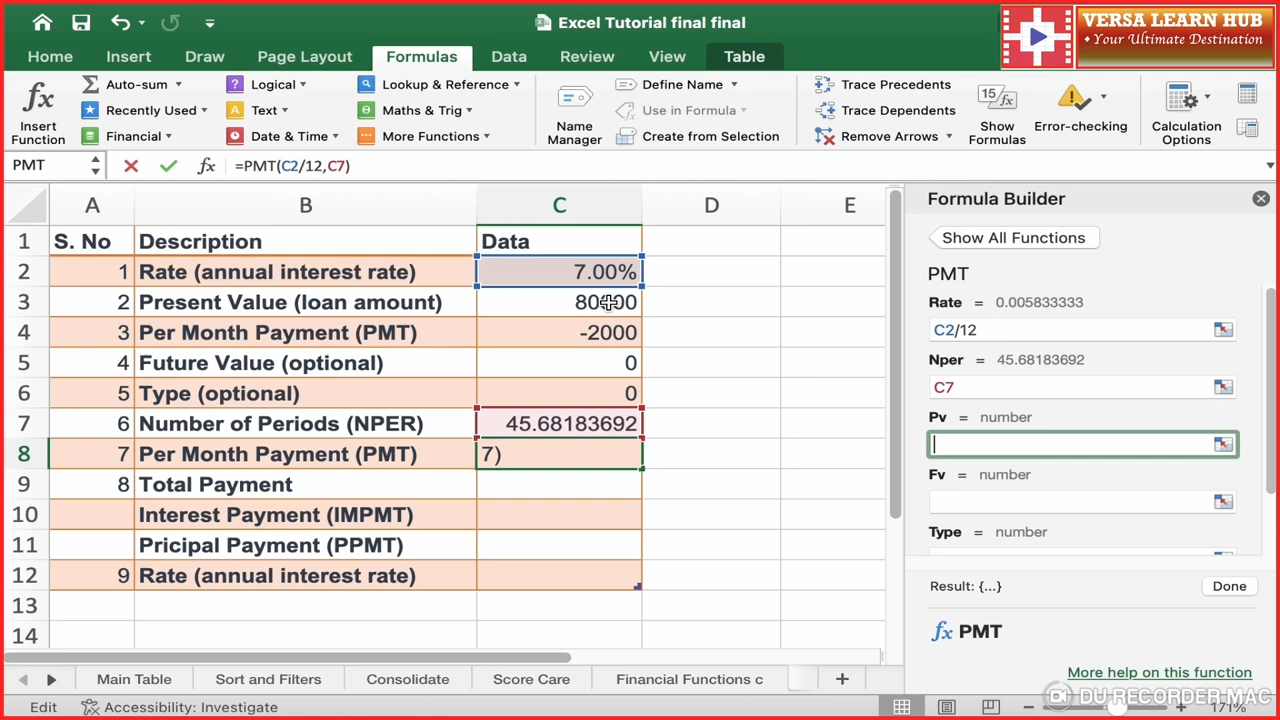 Excel Tutorial final final
VERSA LEARN HUB
• Your Ultimate Destination
Home Insert Draw Page Layout Formulas Data Review View Table
fx Insert Function
Auto-sum
Recently Used
Financial
Logical
Text
Date & Time
Lookup & Reference
Maths & Trig
More Functions
Name Manager
Define Name
Use in Formula
Create from Selection
Trace Precedents
Trace Dependents
Remove Arrows
Show Formulas
Error-checking
Calculation Options
PMT fx =PMT(C2/12,C7)
A B C D E
1 S. No Description Data
2 1 Rate (annual interest rate) 7.00%
3 2 Present Value (loan amount)
4 3 Per Month Payment (PMT) -2000
5 4 Future Value (optional) 0
6 5 Type (optional) 0
7 6 Number of Periods (NPER) 45.68183692
8 7 Per Month Payment (PMT) 7)
9 8 Total Payment
10 Interest Payment (IMPMT)
11 Pricipal Payment (PPMT)
12 9 Rate (annual interest rate)
13
14
Formula Builder
Show All Functions
PMT
Rate = 0.005833333
C2/12
Nper = 45.68183692
C7
Pv = number
Fv = number
Type = number
Result: {...}
Done
fx PMT
More help on this function
Main Table Sort and Filters Consolidate Score Care Financial Functions c +
DU RECORDER MAC
Edit Accessibility: Investigate 171%